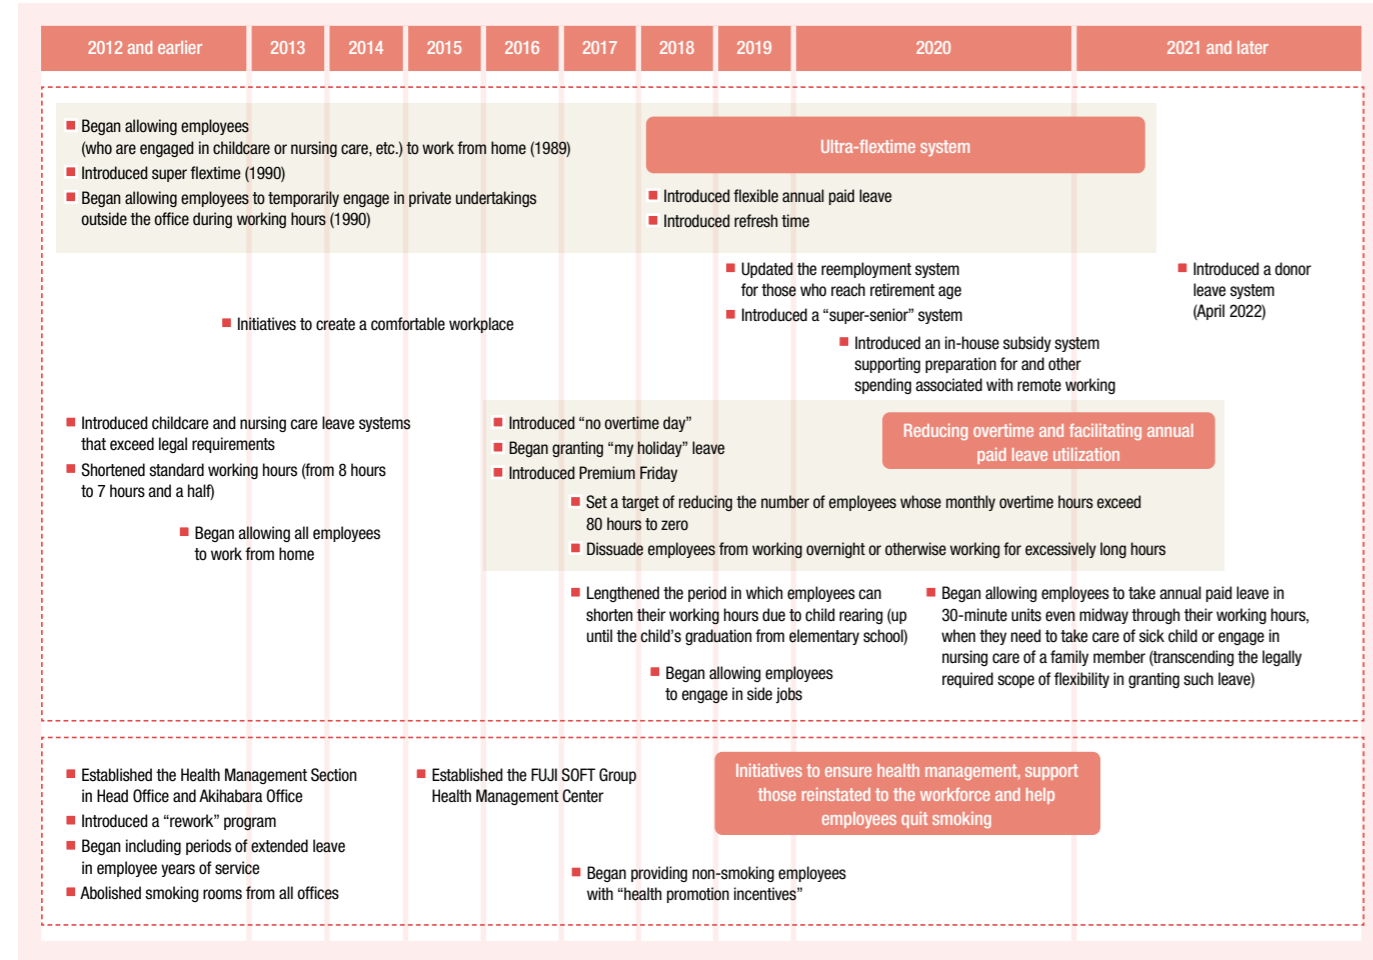 2012 and earlier
2013
2014
2015
2016
2017
2018
2019
2020
2021 and later
■ Began allowing employees
(who are engaged in childcare or nursing care, etc.) to work from home (1989)
■ Introduced super flextime (1990)
■ Began allowing employees to temporarily engage in private undertakings
outside the office during working hours (1990)
Ultra-flextime system
■ Introduced flexible annual paid leave
■ Introduced refresh time
■ Updated the reemployment system
for those who reach retirement age
■ Introduced a “super-senior” system
■ Introduced a donor
leave system
(April 2022)
■ Initiatives to create a comfortable workplace
■ Introduced an in-house subsidy system
supporting preparation for and other
spending associated with remote working
■ Introduced childcare and nursing care leave systems
that exceed legal requirements
■ Shortened standard working hours (from 8 hours
to 7 hours and a half)
■ Began allowing all employees
to work from home
■ Introduced “no overtime day”
■ Began granting “my holiday” leave
■ Introduced Premium Friday
Reducing overtime and facilitating annual
paid leave utilization
■ Set a target of reducing the number of employees whose monthly overtime hours exceed
80 hours to zero
■ Dissuade employees from working overnight or otherwise working for excessively long hours
■ Lengthened the period in which employees can
shorten their working hours due to child rearing (up
until the child’s graduation from elementary school)
■ Began allowing employees to take annual paid leave in
30-minute units even midway through their working hours,
when they need to take care of sick child or engage in
nursing care of a family member (transcending the legally
required scope of flexibility in granting such leave)
■ Began allowing employees
to engage in side jobs
■ Established the Health Management Section
in Head Office and Akihabara Office
■ Introduced a “rework” program
■ Began including periods of extended leave
in employee years of service
■ Abolished smoking rooms from all offices
■ Established the FUJI SOFT Group
Health Management Center
Initiatives to ensure health management, support
those reinstated to the workforce and help
employees quit smoking
■ Began providing non-smoking employees
with “health promotion incentives”